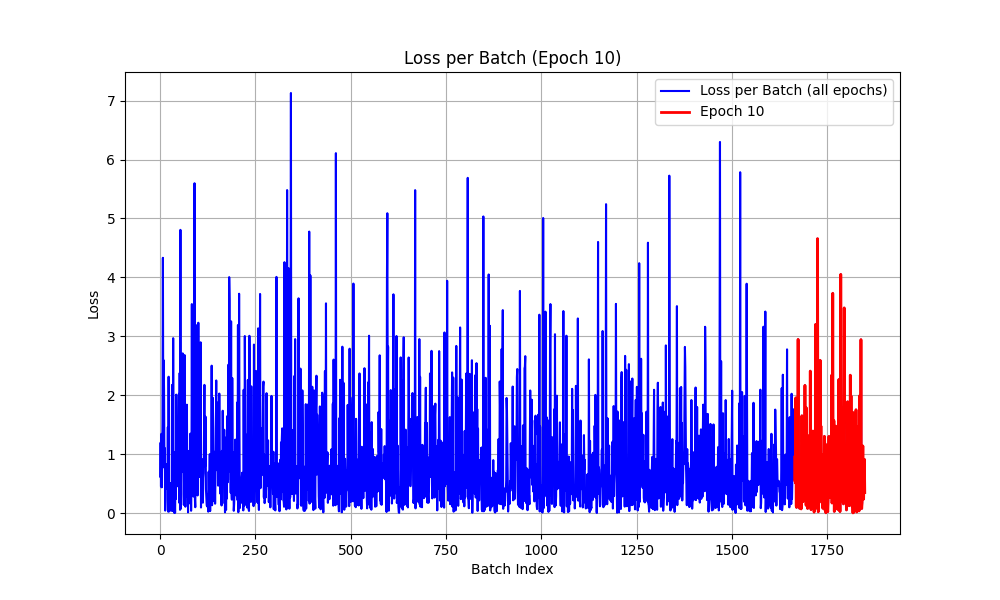 Loss per Batch (Epoch 10)
Loss per Batch (all epochs)
Epoch 10
Loss
7
6
5
4
3
2
1
0
0 250 500 750 1000 1250 1500 1750
Batch Index